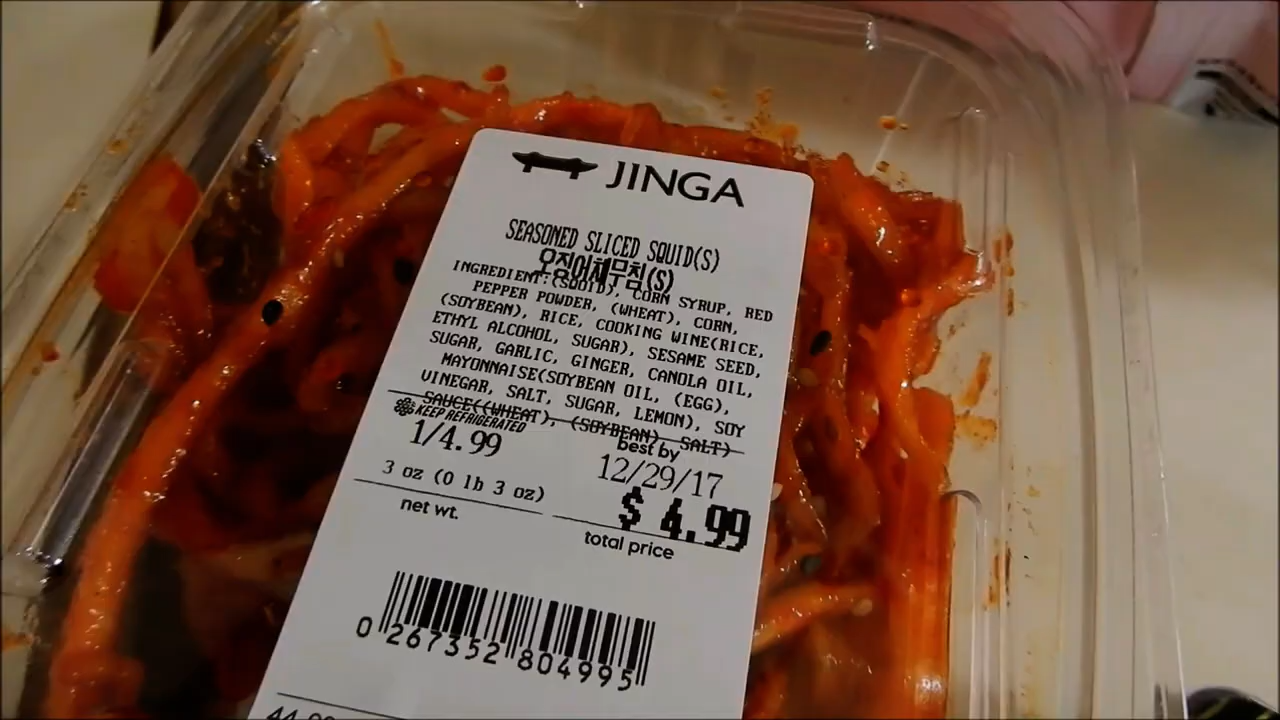 JINGA
SEASONED SLICED SQUID(S)
오징어채무침(S)
INGREDIENT:(SQUID), CORN SYRUP, RED
PEPPER POWDER, (WHEAT), CORN,
(SOYBEAN), RICE, COOKING WINE(RICE,
ETHYL ALCOHOL, SUGAR), SESAME SEED,
SUGAR, GARLIC, GINGER, CANOLA OIL,
MAYONNAISE(SOYBEAN OIL, (EGG),
VINEGAR, SALT, SUGAR, LEMON), SOY
SAUCE((WHEAT), (SOYBEAN), SALT)
KEEP REFRIGERATED
1/4.99
best by
12/29/17
3 oz (0 lb 3 oz)
$ 4.99
net wt.
total price
0 267352 804995